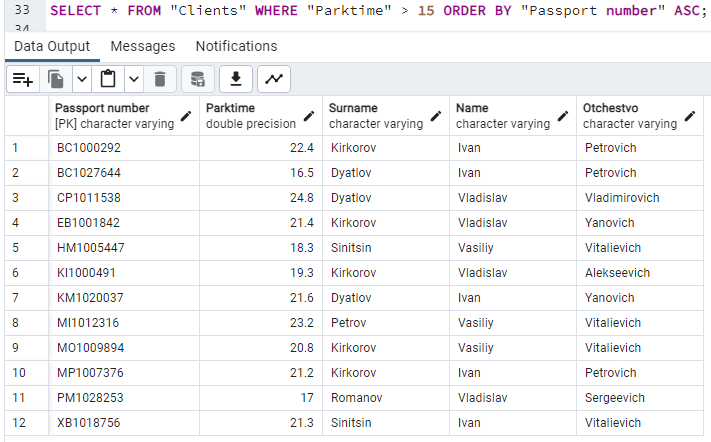 33 SELECT * FROM "Clients" WHERE "Parktime" > 15 ORDER BY "Passport number" ASC;
34
Data Output Messages Notifications
Passport number Parktime Surname Name Otchestvo
[PK] character varying double precision character varying character varying character varying
1 BC1000292 22.4 Kirkorov Ivan Petrovich
2 BC1027644 16.5 Dyatlov Ivan Petrovich
3 CP1011538 24.8 Dyatlov Vladislav Vladimirovich
4 EB1001842 21.4 Kirkorov Vladislav Yanovich
5 HM1005447 18.3 Sinitsin Vasiliy Vitalievich
6 KI1000491 19.3 Kirkorov Vladislav Alekseevich
7 KM1020037 21.6 Dyatlov Ivan Yanovich
8 MI1012316 23.2 Petrov Vasiliy Vitalievich
9 MO1009894 20.8 Kirkorov Vasiliy Vitalievich
10 MP1007376 21.2 Kirkorov Ivan Petrovich
11 PM1028253 17 Romanov Vladislav Sergeevich
12 XB1018756 21.3 Sinitsin Ivan Vitalievich